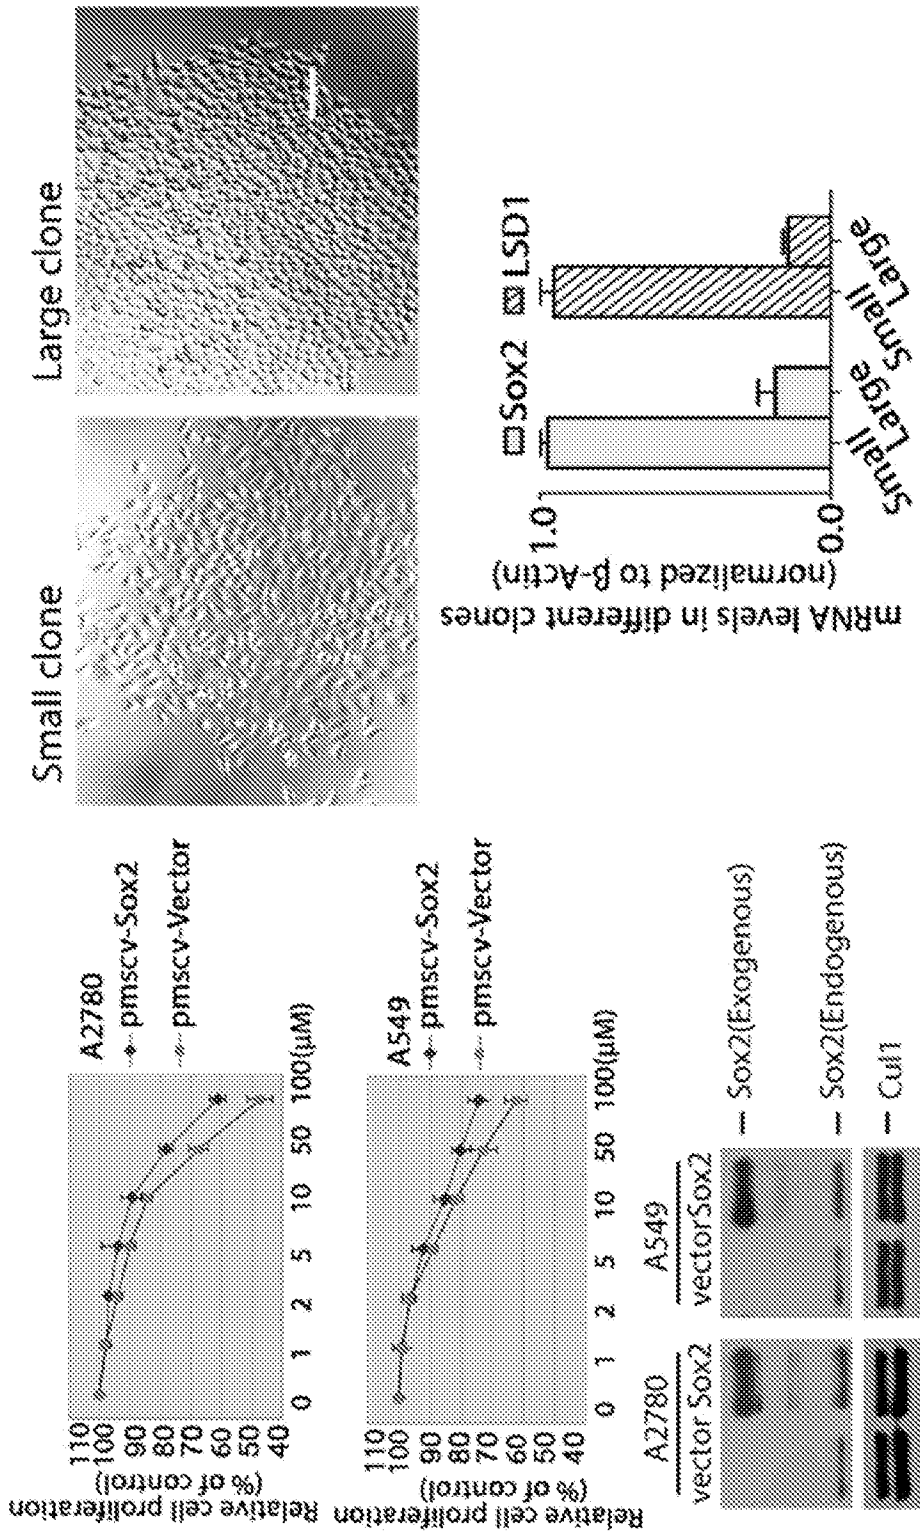 A2780
pmscv-Sox2
pmscv-Vector
Relative cell proliferation
(% of control)
110
100
90
80
70
60
50
40
0 1 2 5 10 50 100(μM)
A549
pmscv-Sox2
pmscv-Vector
Relative cell proliferation
(% of control)
110
100
90
80
70
60
50
40
0 1 2 5 10 50 100(μM)
A2780 A549
vector Sox2 vectorSox2
Sox2(Exogenous)
Sox2(Endogenous)
Cul1
Small clone Large clone
Sox2 LSD1
mRNA levels in different clones
(normalized to β-Actin)
1.0
0.0
Small Large Small Large